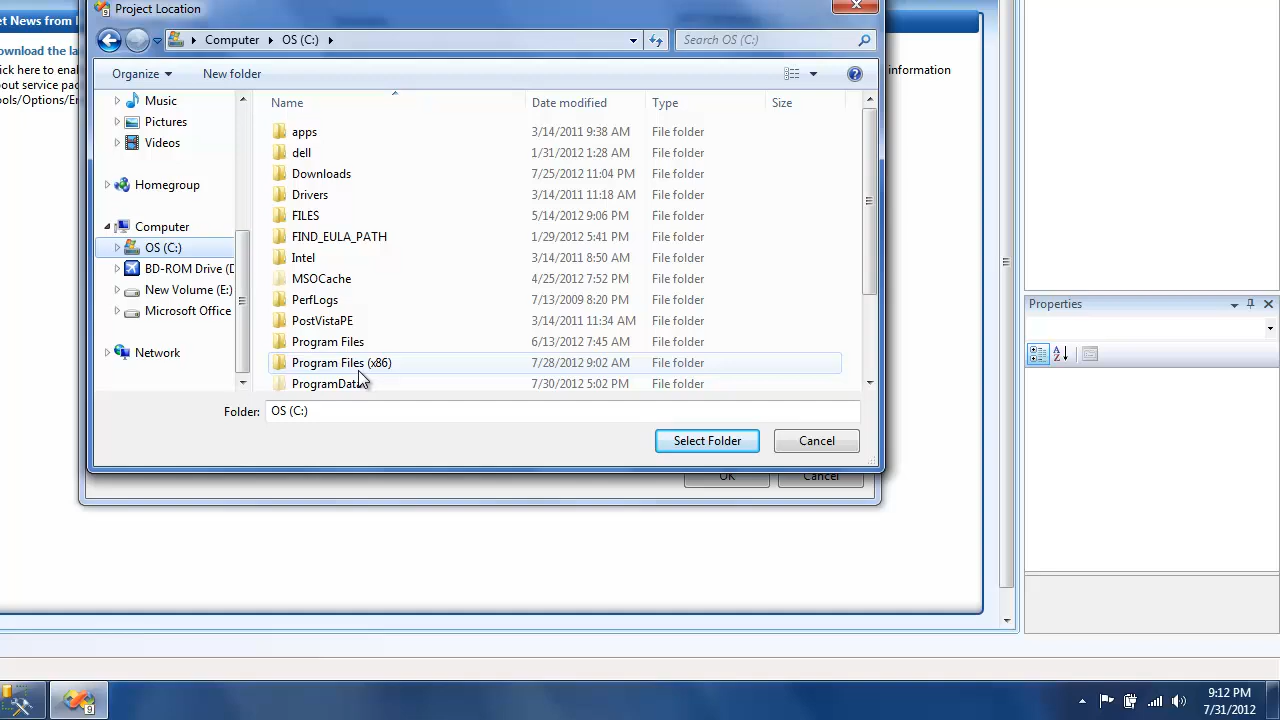 Project Location
et News from
Computer OS (C:) Search OS (C:)
ownload the la
ick here to enal
information
bout service pac
ools/Options/En
Organize New folder
Name Date modified Type Size
Music
Pictures
Videos
Homegroup
Computer
OS (C:)
BD-ROM Drive (D
New Volume (E:)
Microsoft Office
Network
apps 3/14/2011 9:38 AM File folder
dell 1/31/2012 1:28 AM File folder
Downloads 7/25/2012 11:04 PM File folder
Drivers 3/14/2011 11:18 AM File folder
FILES 5/14/2012 9:06 PM File folder
FIND_EULA_PATH 1/29/2012 5:41 PM File folder
Intel 3/14/2011 8:50 AM File folder
MSOCache 4/25/2012 7:52 PM File folder
PerfLogs 7/13/2009 8:20 PM File folder
PostVistaPE 3/14/2011 11:34 AM File folder
Program Files 6/13/2012 7:45 AM File folder
Program Files (x86) 7/28/2012 9:02 AM File folder
ProgramData 7/30/2012 5:02 PM File folder
Folder: OS (C:)
Select Folder Cancel
OK Cancel
Properties
9:12 PM
7/31/2012